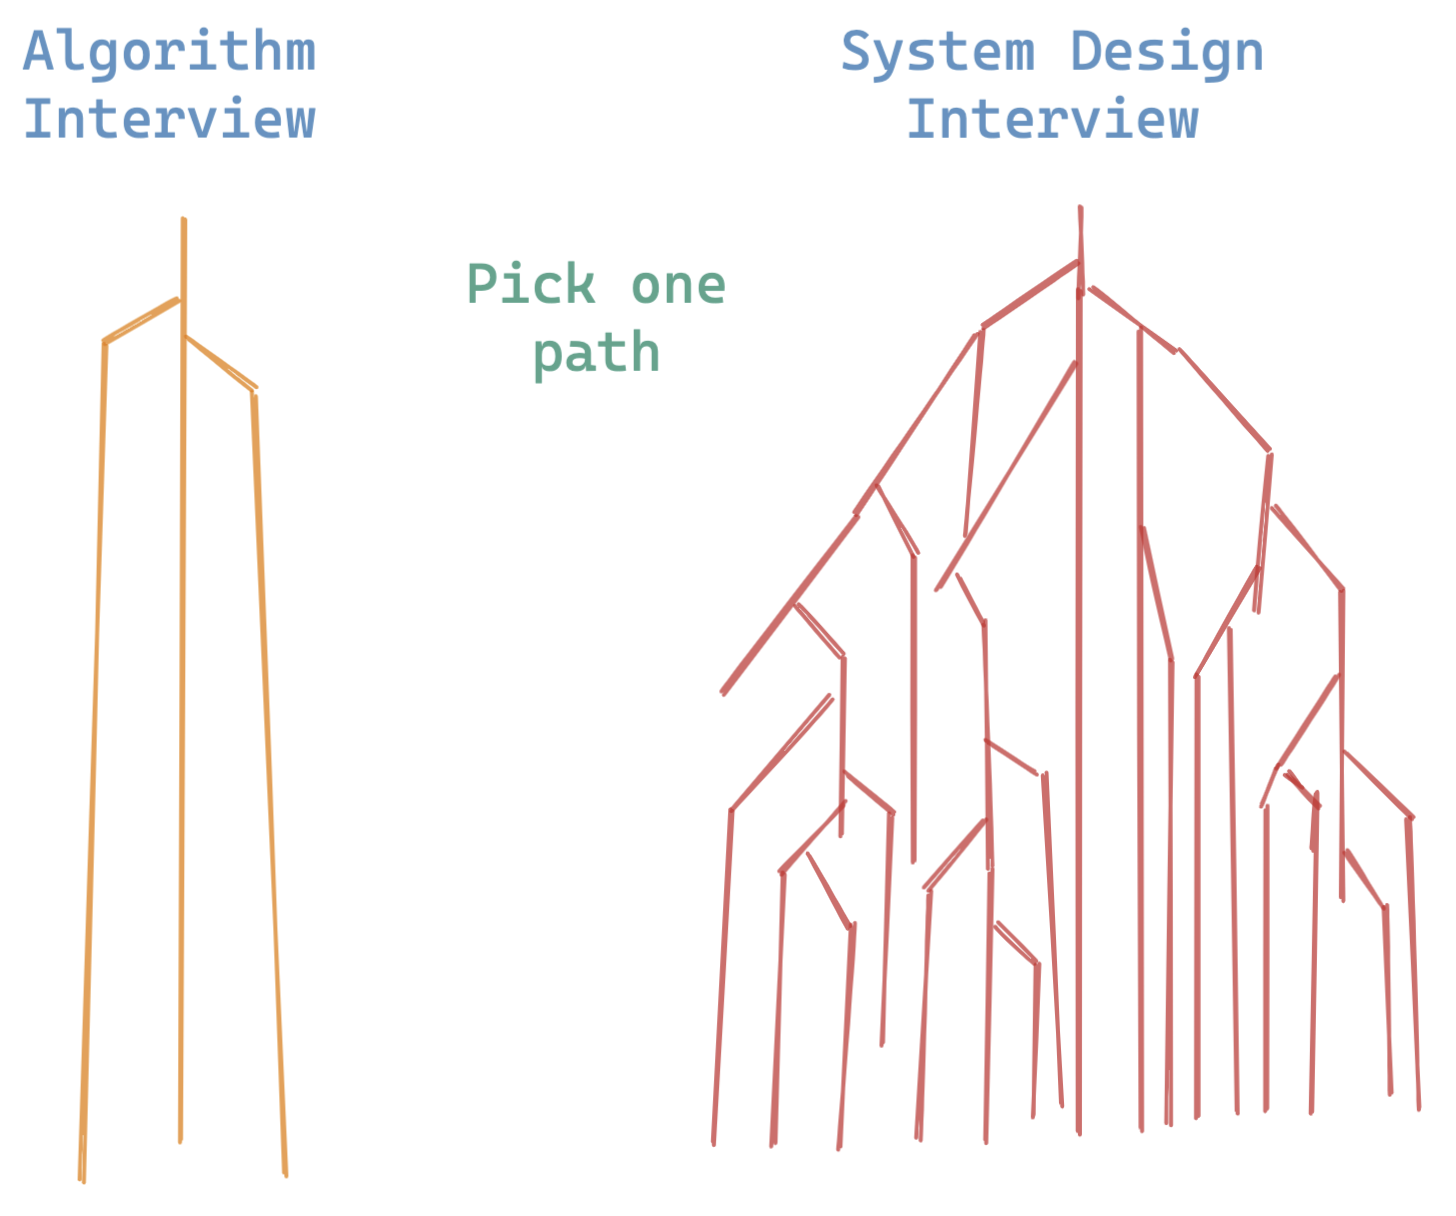 Algorithm
Interview
System Design
Interview
Pick one
path